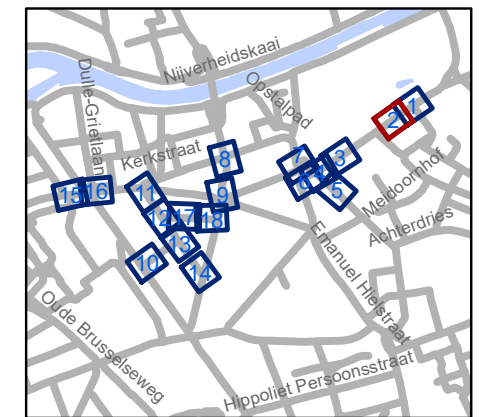 Nijverheidskaai
Dulle-Grietlaan
Opstalpad
Kerkstraat
1
2
3
4
5
6
7
8
9
10
11
12
13
14
15
16
17
18
Meidoornhof
Achterdries
Emanuel Hielstraat
Oude Brusselseweg
Hippoliet Persoonsstraat